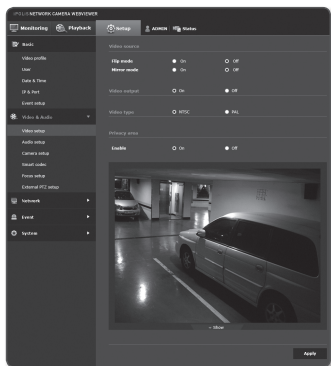 iPOLiS NETWORK CAMERA WEBVIEWER
Monitoring Playback Setup ADMIN Status
Basic
Video profile
User
Date & Time
IP & Port
Event setup
Video & Audio
Video setup
Audio setup
Camera setup
Smart codec
Focus setup
External PTZ setup
Network
Event
System
Video source
Flip mode On Off
Mirror mode On Off
Video output On Off
Video type NTSC PAL
Privacy area
Enable On Off
Show
Apply